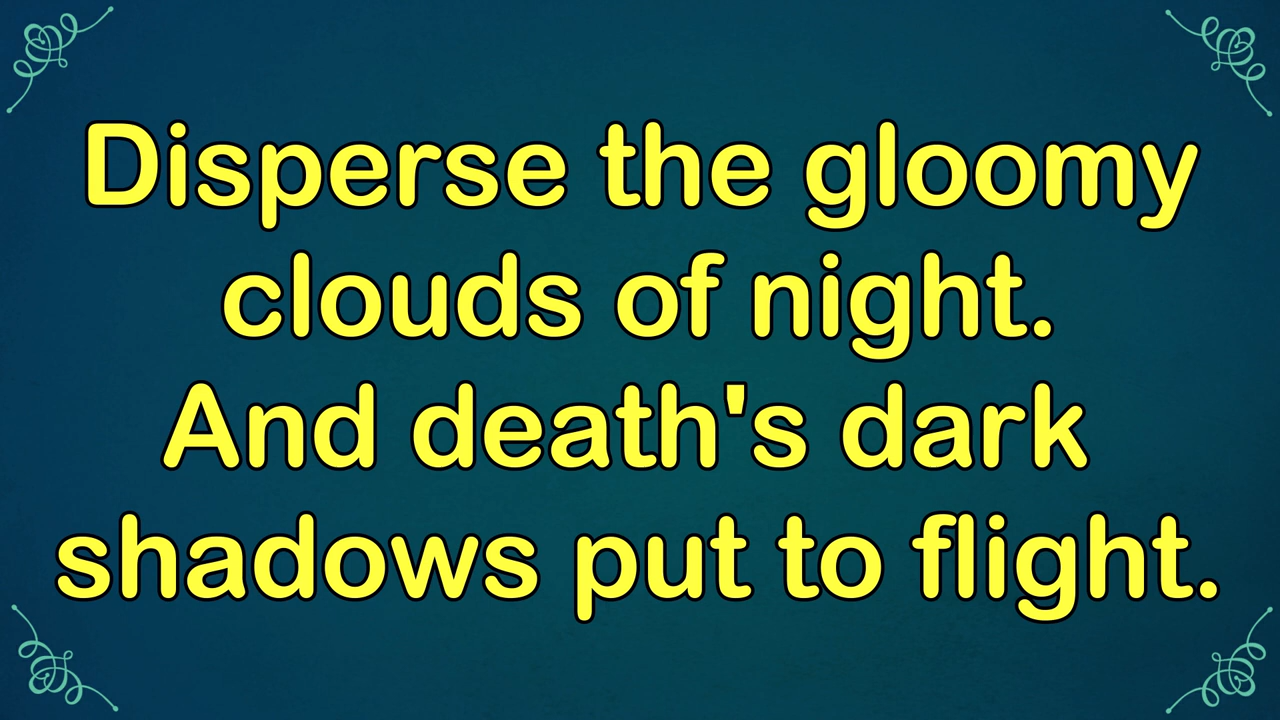 Disperse the gloomy
clouds of night.
And death's dark
shadows put to flight.